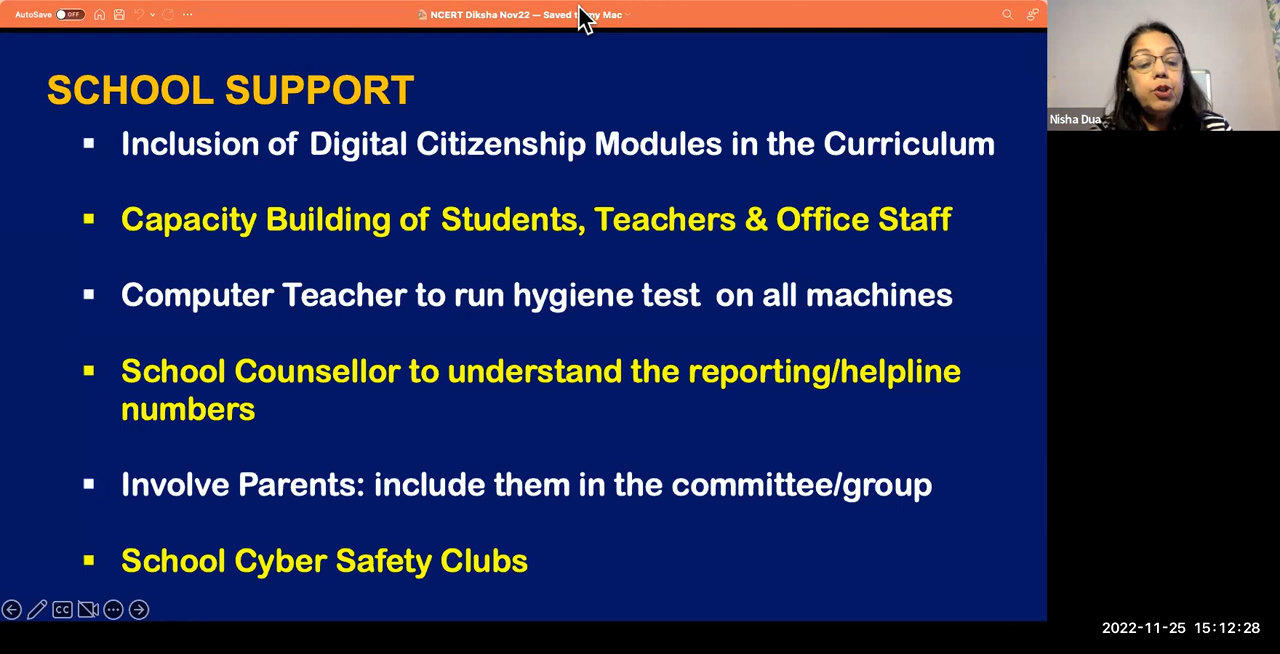 AutoSave OFF
NCERT Diksha Nov22 — Saved to my Mac
SCHOOL SUPPORT
Inclusion of Digital Citizenship Modules in the Curriculum
Capacity Building of Students, Teachers & Office Staff
Computer Teacher to run hygiene test on all machines
School Counsellor to understand the reporting/helpline
numbers
Involve Parents: include them in the committee/group
School Cyber Safety Clubs
CC
Nisha Dua
2022-11-25 15:12:28